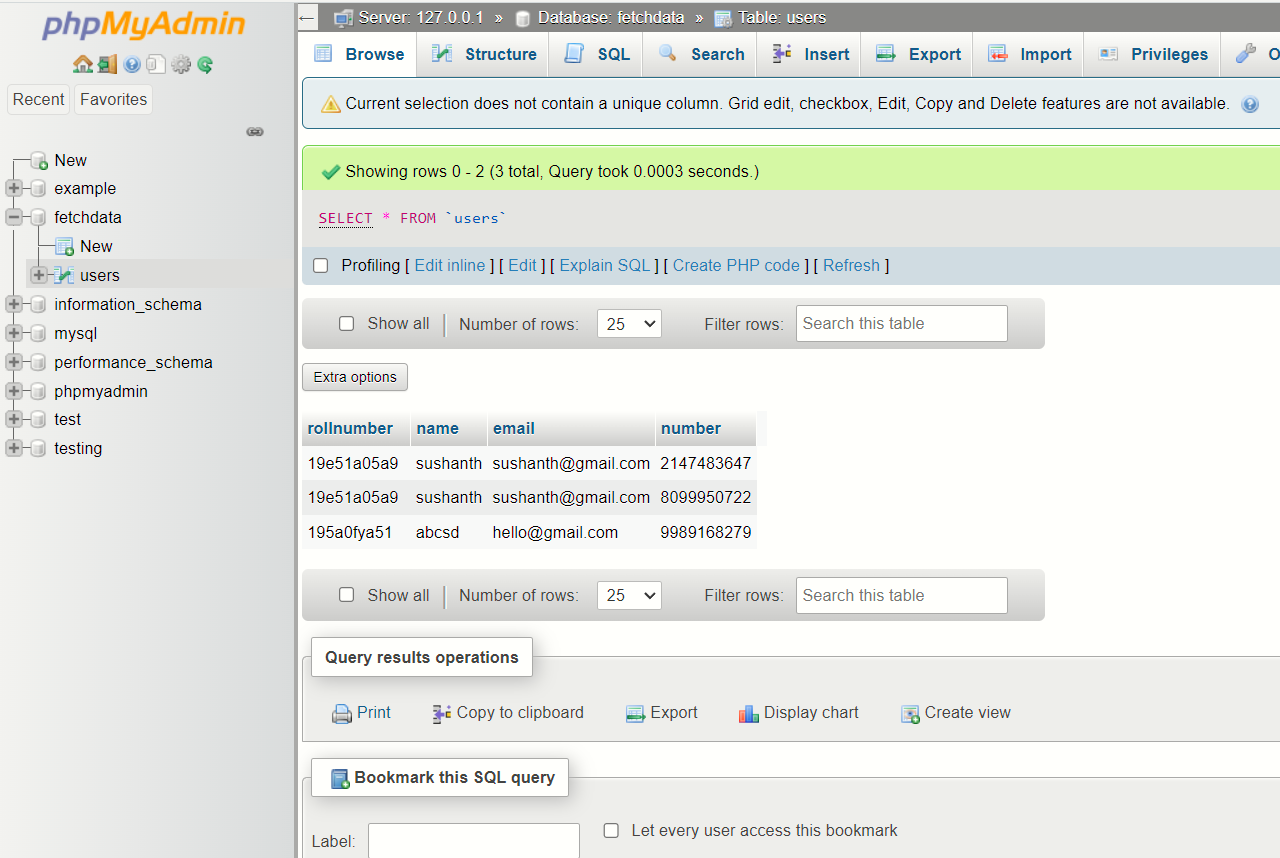 phpMyAdmin
Recent Favorites
New
example
fetchdata
New
users
information_schema
mysql
performance_schema
phpmyadmin
test
testing
Server: 127.0.0.1 » Database: fetchdata » Table: users
Browse Structure SQL Search Insert Export Import Privileges O
Current selection does not contain a unique column. Grid edit, checkbox, Edit, Copy and Delete features are not available.
Showing rows 0 - 2 (3 total, Query took 0.0003 seconds.)
SELECT * FROM `users`
Profiling [ Edit inline ] [ Edit ] [ Explain SQL ] [ Create PHP code ] [ Refresh ]
Show all | Number of rows: 25 Filter rows: Search this table
Extra options
rollnumber name email number
19e51a05a9 sushanth sushanth@gmail.com 2147483647
19e51a05a9 sushanth sushanth@gmail.com 8099950722
195a0fya51 abcsd hello@gmail.com 9989168279
Show all | Number of rows: 25 Filter rows: Search this table
Query results operations
Print Copy to clipboard Export Display chart Create view
Bookmark this SQL query
Label: Let every user access this bookmark